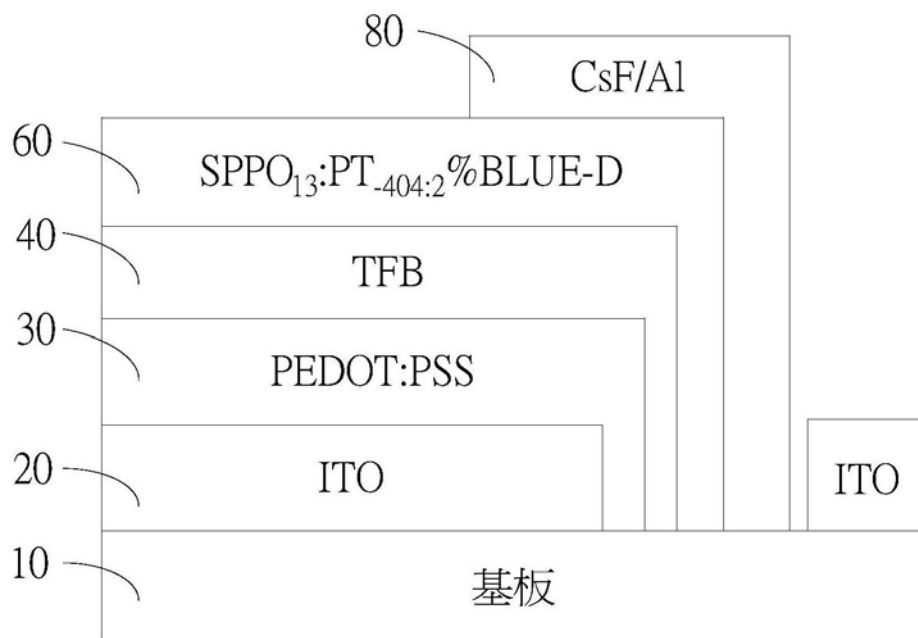 80
CsF/Al
60
SPPO₁₃:PT₋₄₀₄:₂%BLUE-D
40
TFB
30
PEDOT:PSS
20
ITO
ITO
10
基板